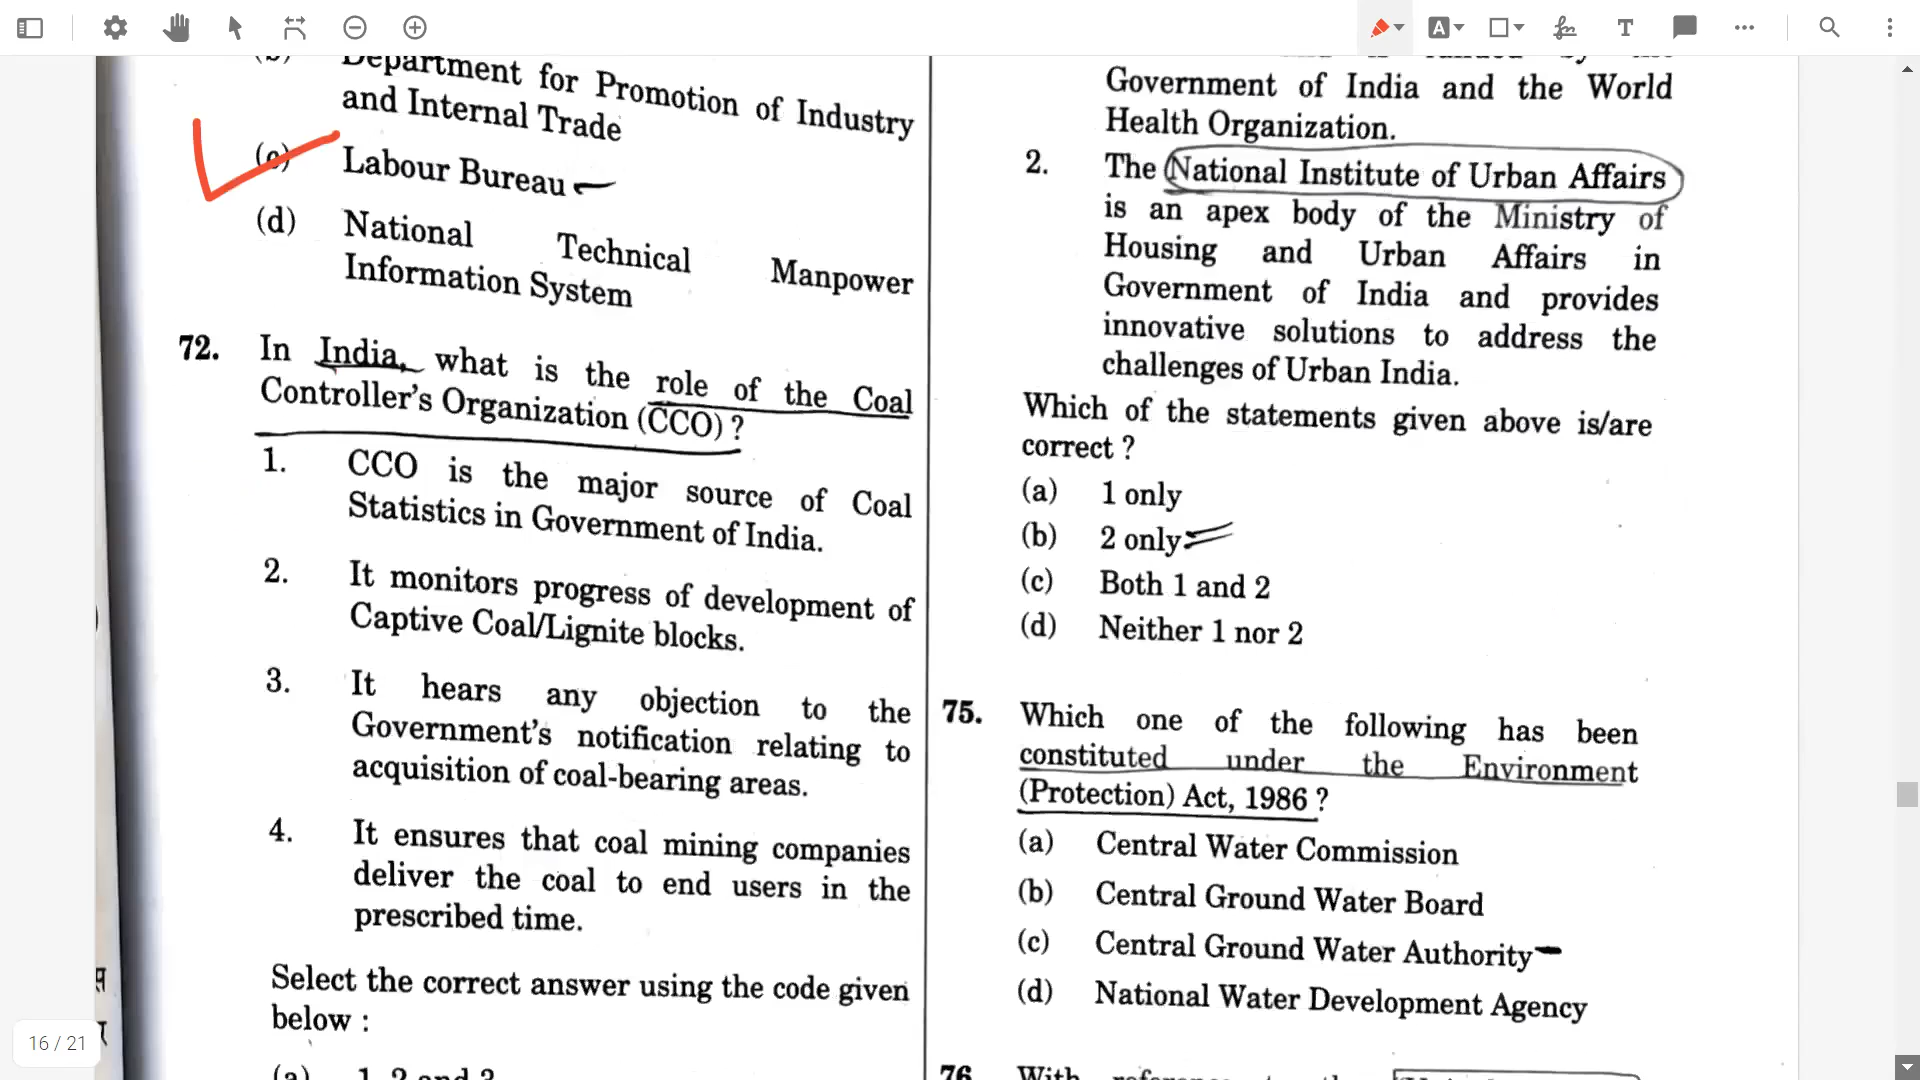 Department for Promotion of Industry
and Internal Trade
(c) Labour Bureau
(d) National Technical Manpower
Information System
72. In India, what is the role of the Coal
Controller's Organization (CCO) ?
1. CCO is the major source of Coal
Statistics in Government of India.
2. It monitors progress of development of
Captive Coal/Lignite blocks.
3. It hears any objection to the
Government's notification relating to
acquisition of coal-bearing areas.
4. It ensures that coal mining companies
deliver the coal to end users in the
prescribed time.
Select the correct answer using the code given
below :
Government of India and the World
Health Organization.
2. The National Institute of Urban Affairs
is an apex body of the Ministry of
Housing and Urban Affairs in
Government of India and provides
innovative solutions to address the
challenges of Urban India.
Which of the statements given above is/are
correct ?
(a) 1 only
(b) 2 only
(c) Both 1 and 2
(d) Neither 1 nor 2
75. Which one of the following has been
constituted under the Environment
(Protection) Act, 1986 ?
(a) Central Water Commission
(b) Central Ground Water Board
(c) Central Ground Water Authority
(d) National Water Development Agency
76. With
16 / 21